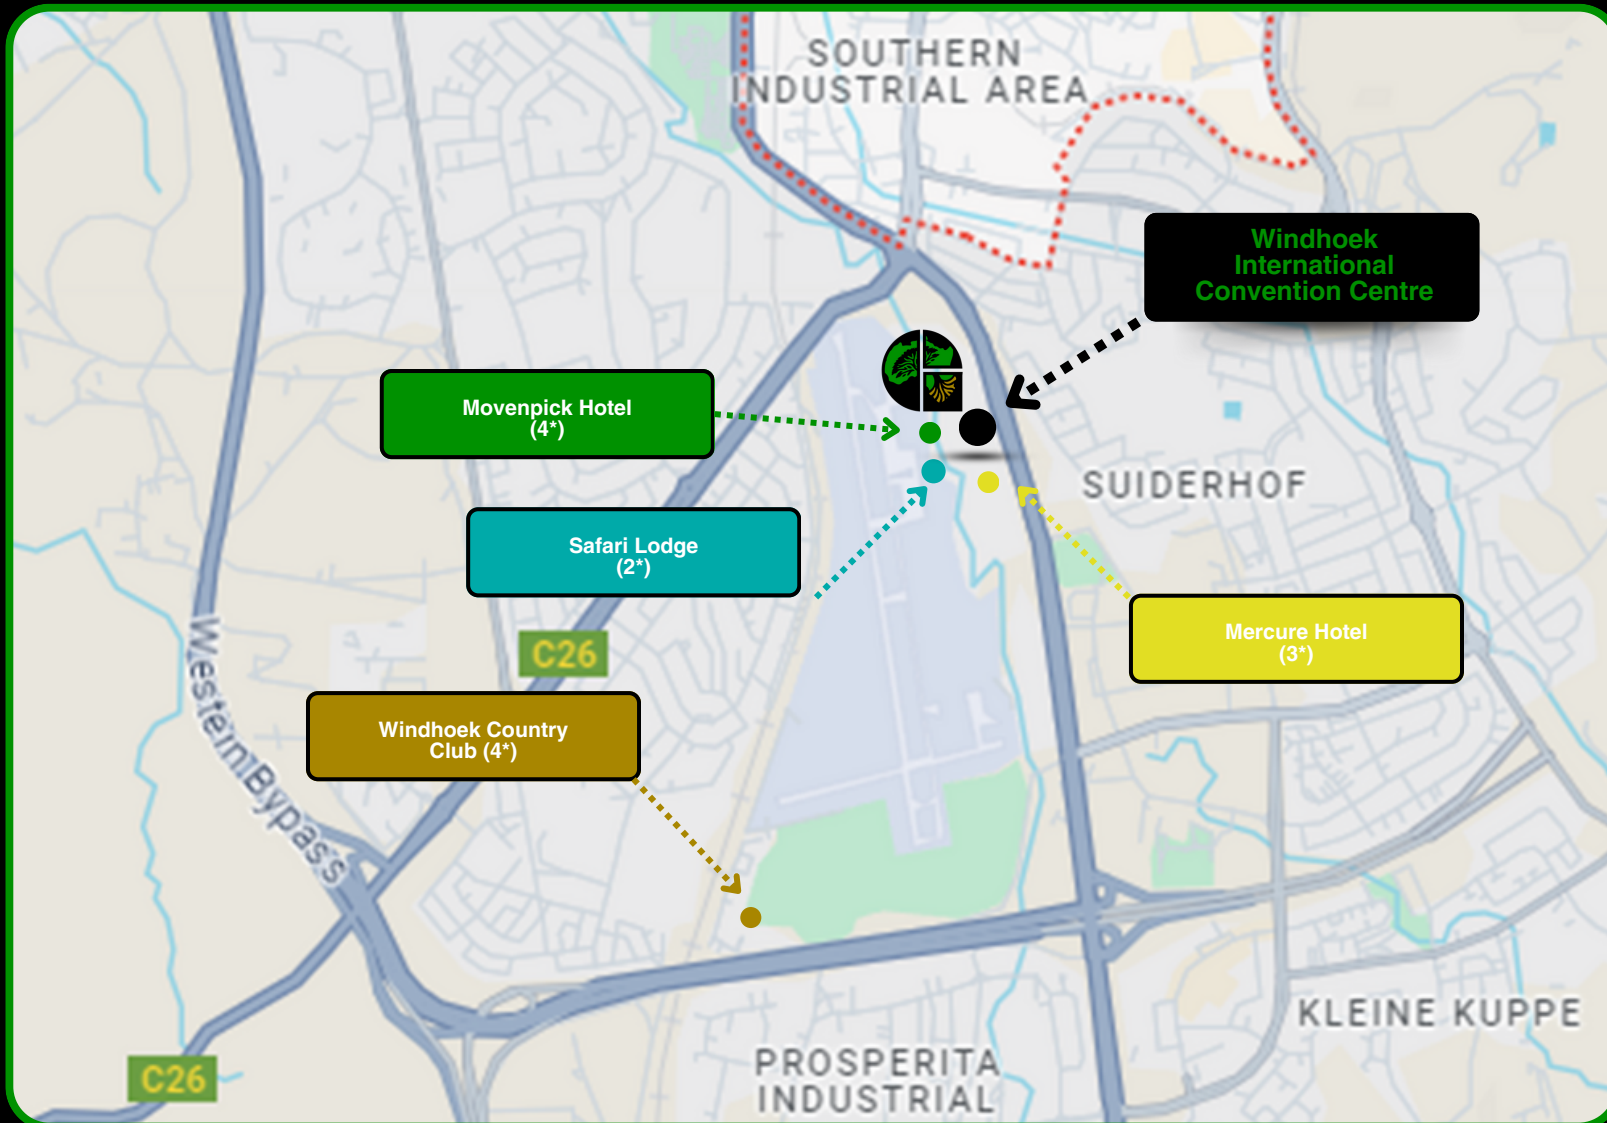 SOUTHERN
INDUSTRIAL AREA
Windhoek
International
Convention Centre
Movenpick Hotel
(4*)
SUIDERHOF
Safari Lodge
(2*)
Mercure Hotel
(3*)
C26
Western Bypass
Windhoek Country
Club (4*)
KLEINE KUPPE
PROSPERITA
INDUSTRIAL
C26